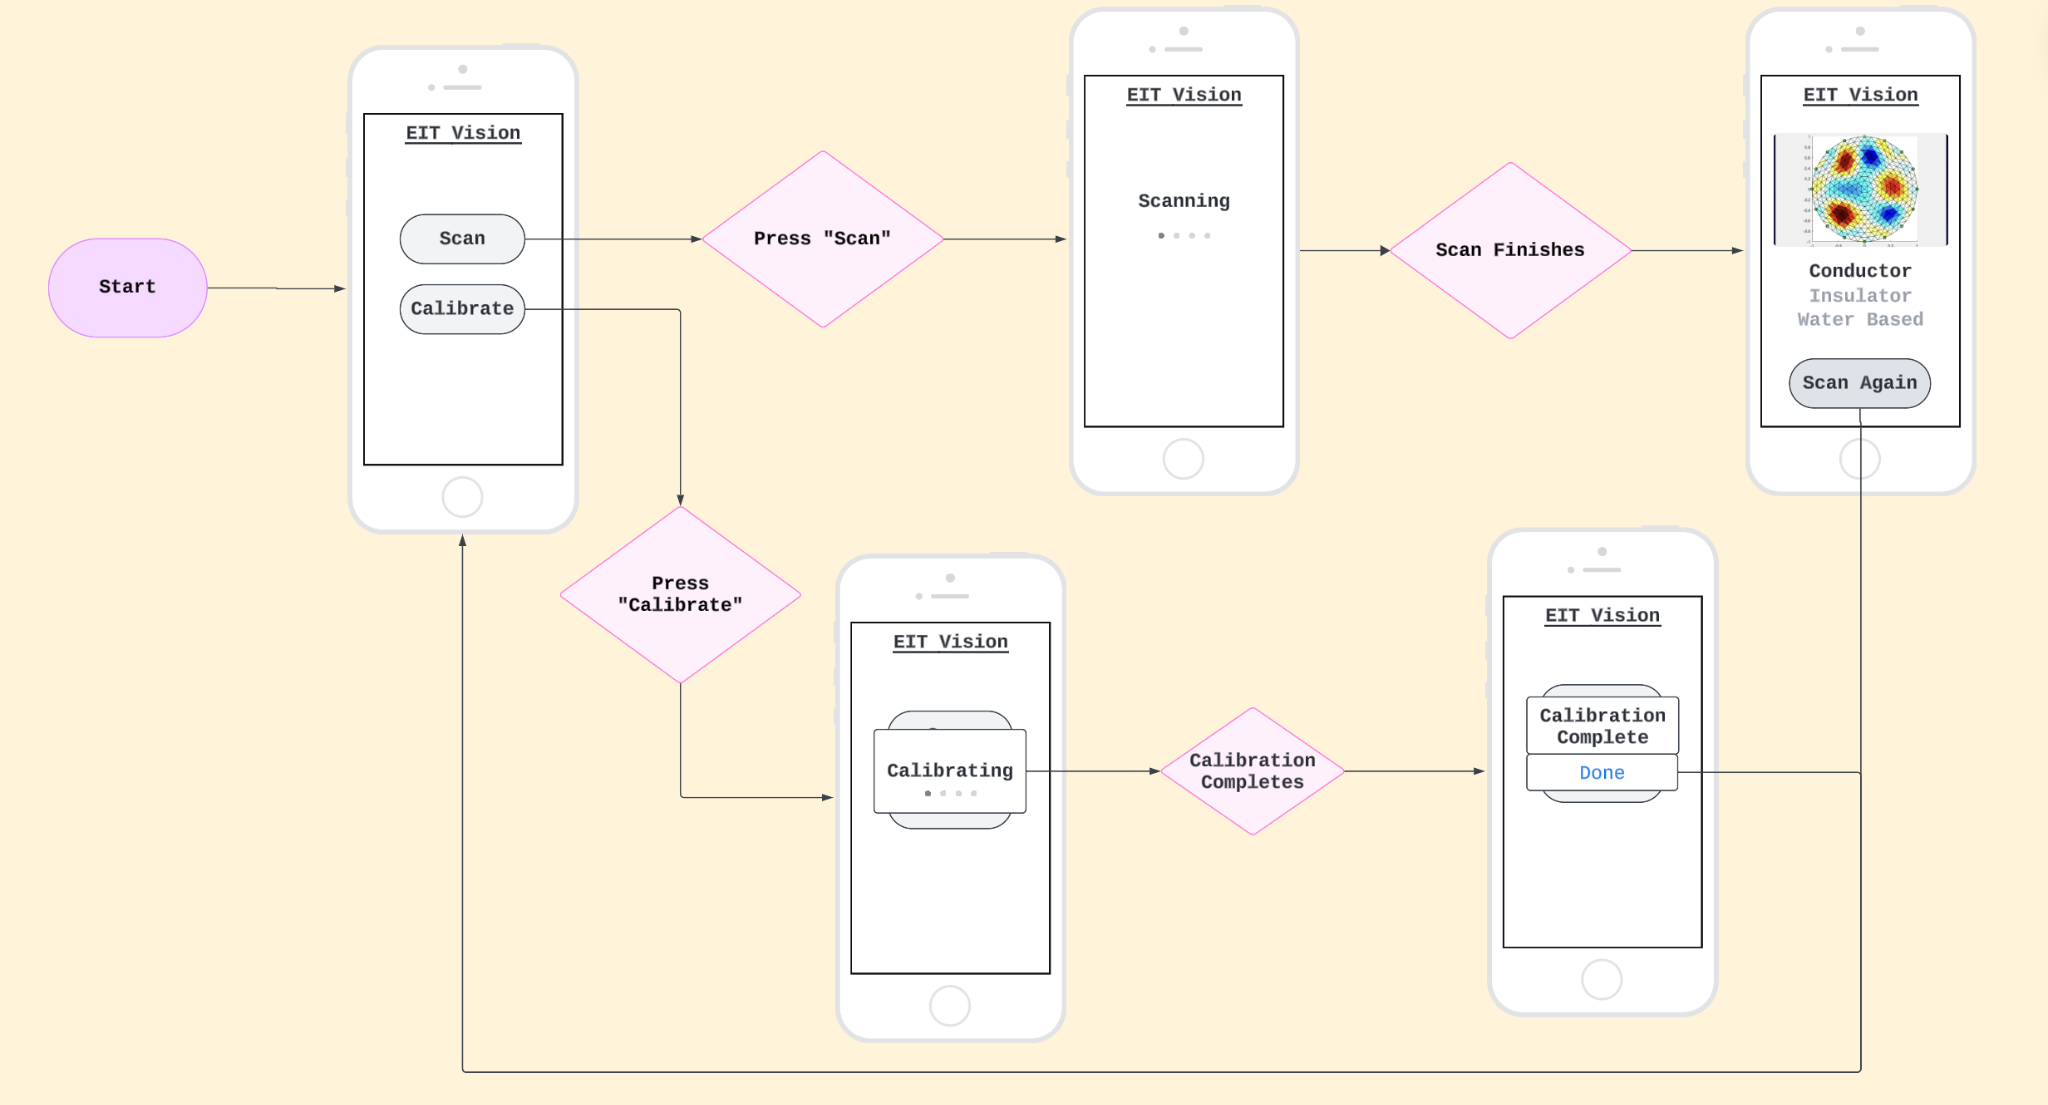 Start
EIT Vision
Scan
Calibrate
Press "Scan"
EIT Vision
Scanning
Scan Finishes
EIT Vision
Conductor
Insulator
Water Based
Scan Again
Press
"Calibrate"
EIT Vision
Calibrating
Calibration
Completes
EIT Vision
Calibration
Complete
Done